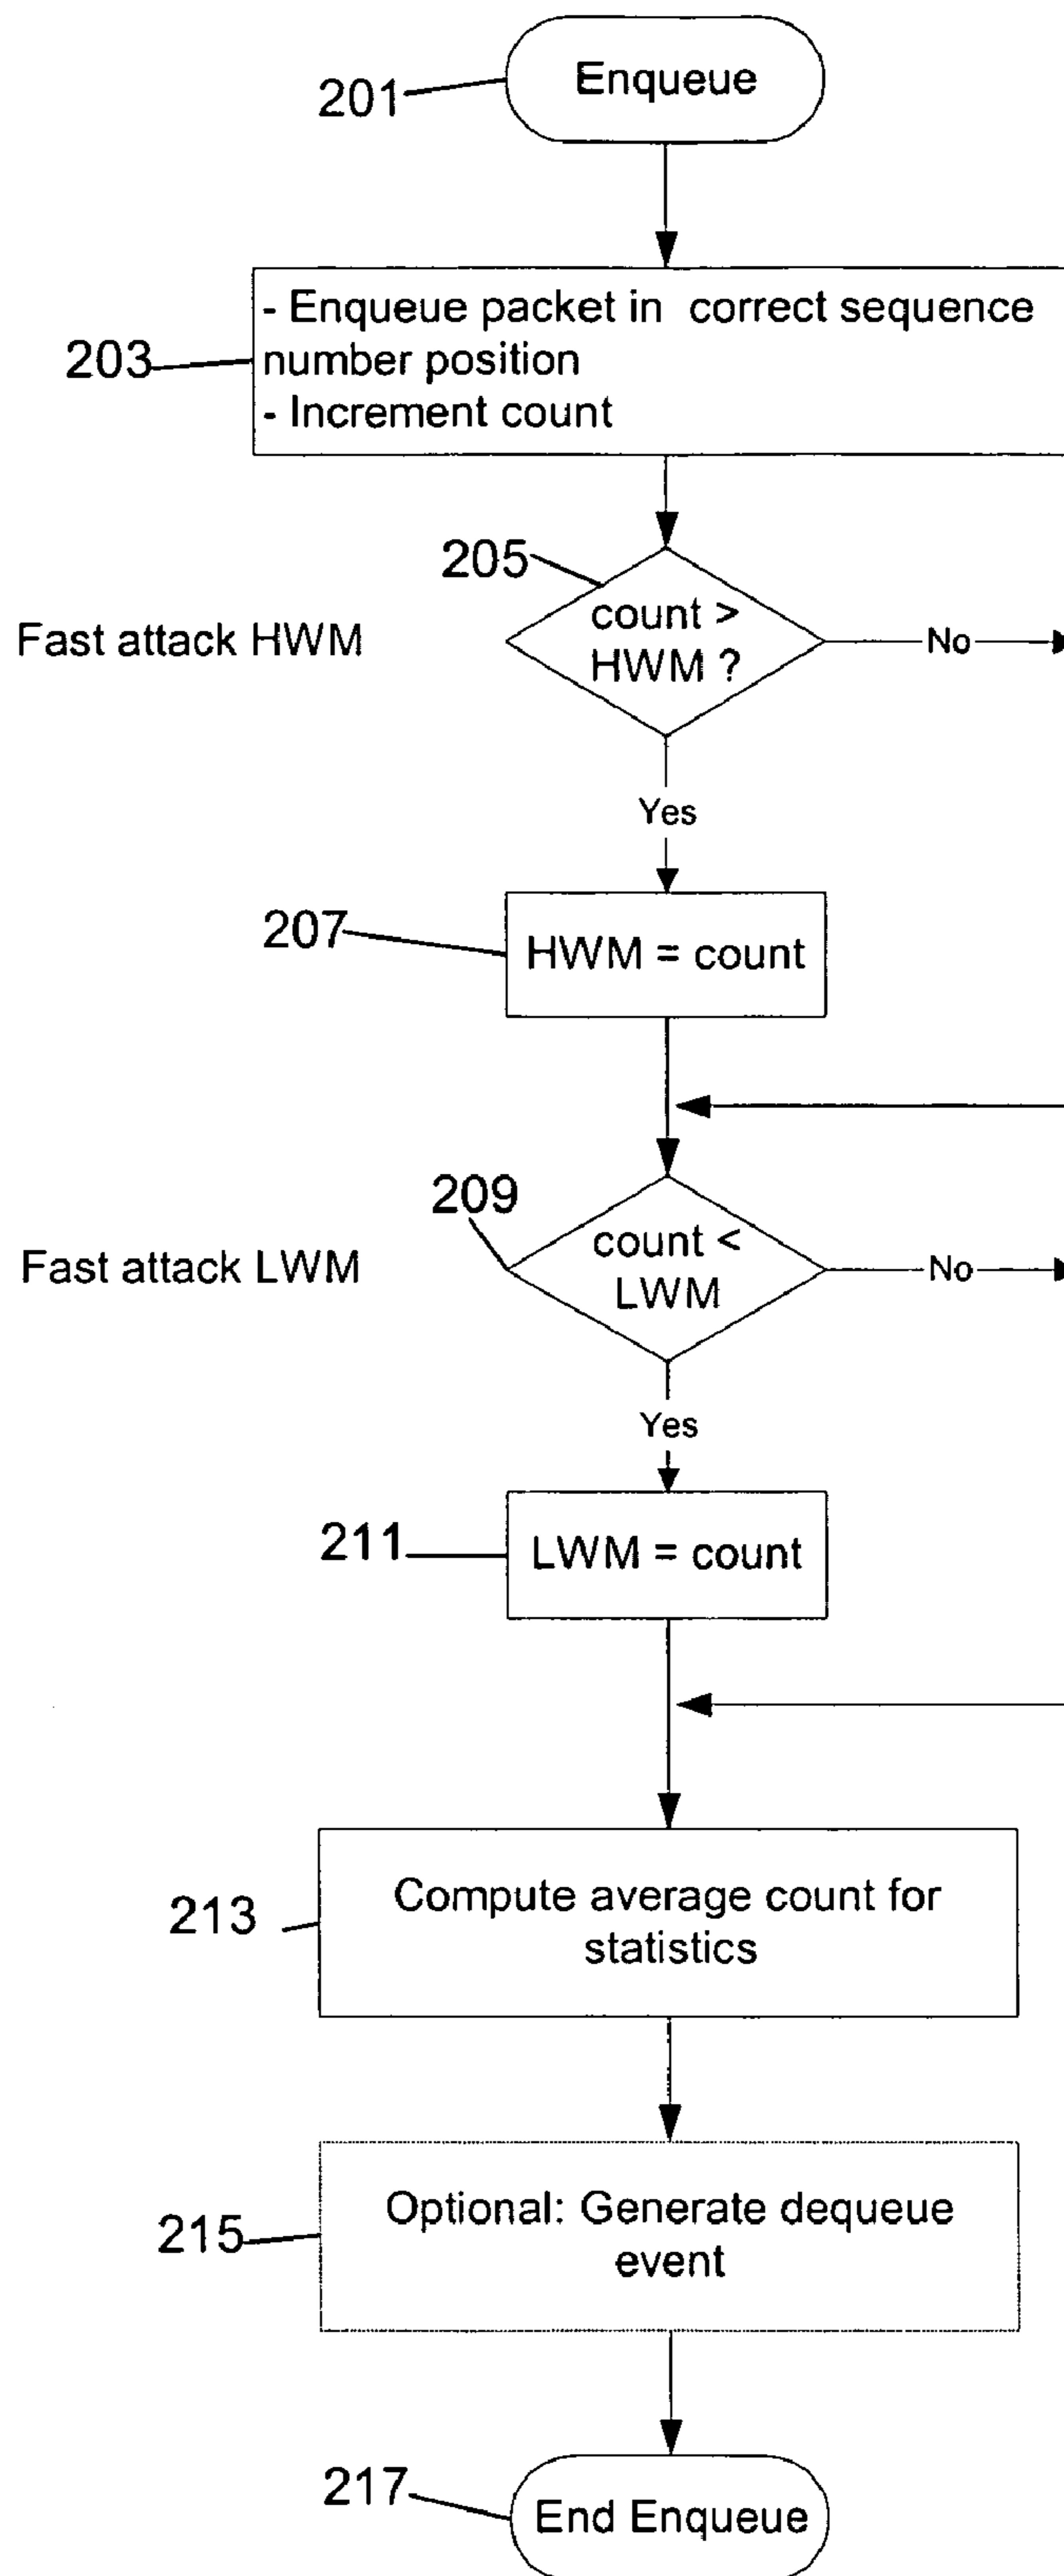 201
Enqueue
- Enqueue packet in correct sequence
number position
- Increment count
203
205
count >
HWM ?
Fast attack HWM
No
Yes
207
HWM = count
209
count <
LWM
Fast attack LWM
No
Yes
211
LWM = count
213
Compute average count for
statistics
215
Optional: Generate dequeue
event
217
End Enqueue